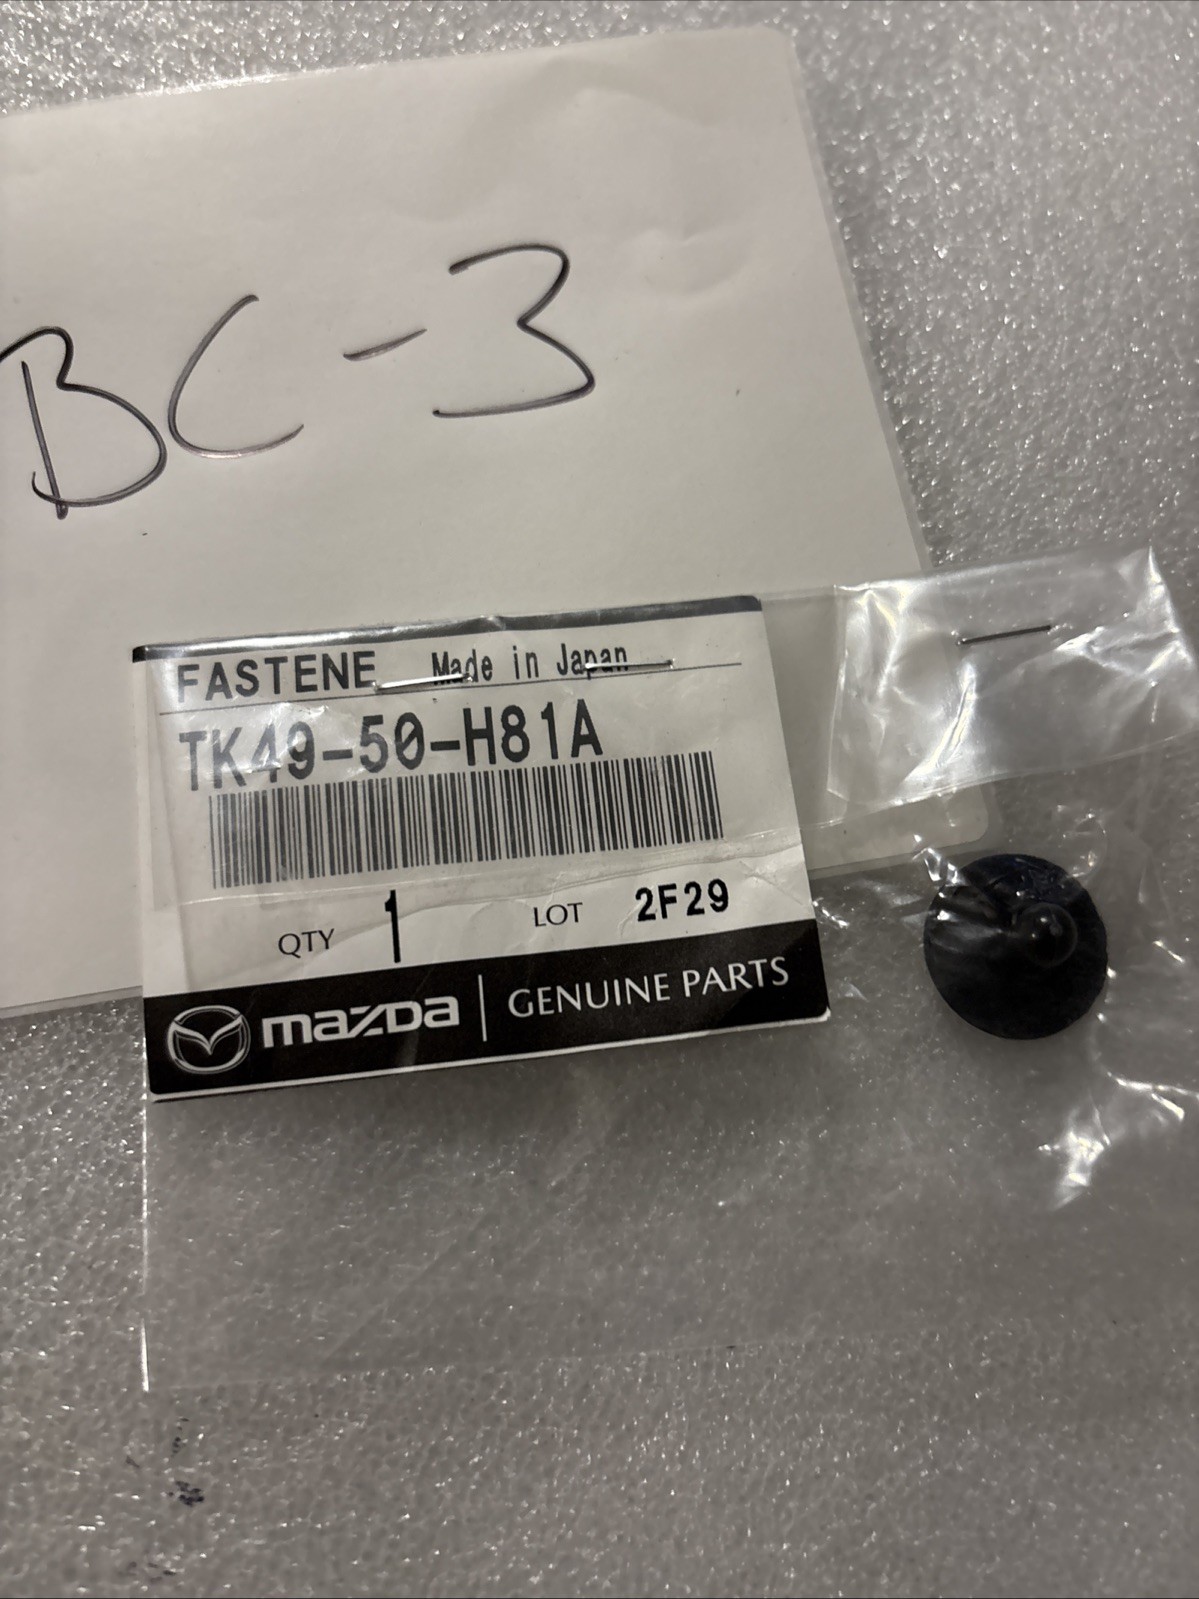 BC-3
FASTENE Made in Japan
TK49-50-H81A
QTY 1 LOT 2F29
mazDa GENUINE PARTS